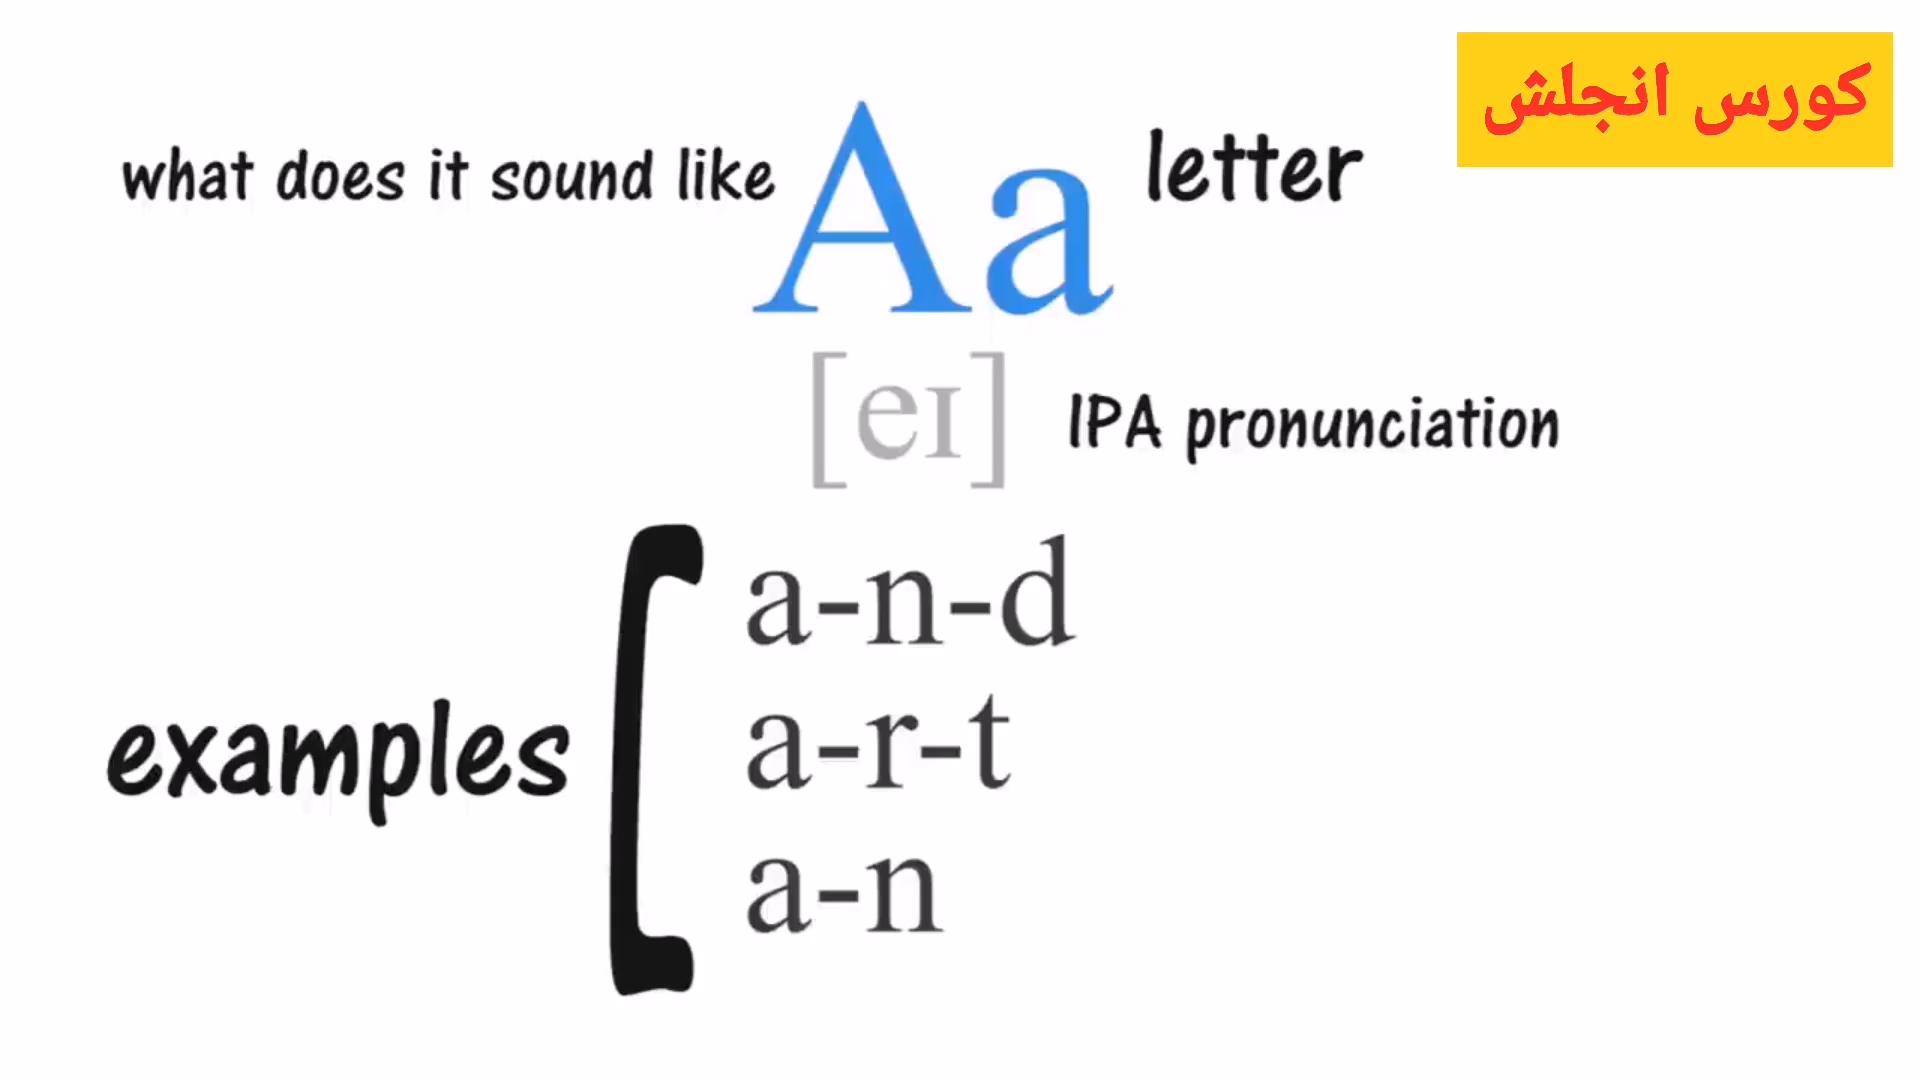 كورس انجلش
what does it sound like Aa letter
[eɪ] IPA pronunciation
examples
a-n-d
a-r-t
a-n